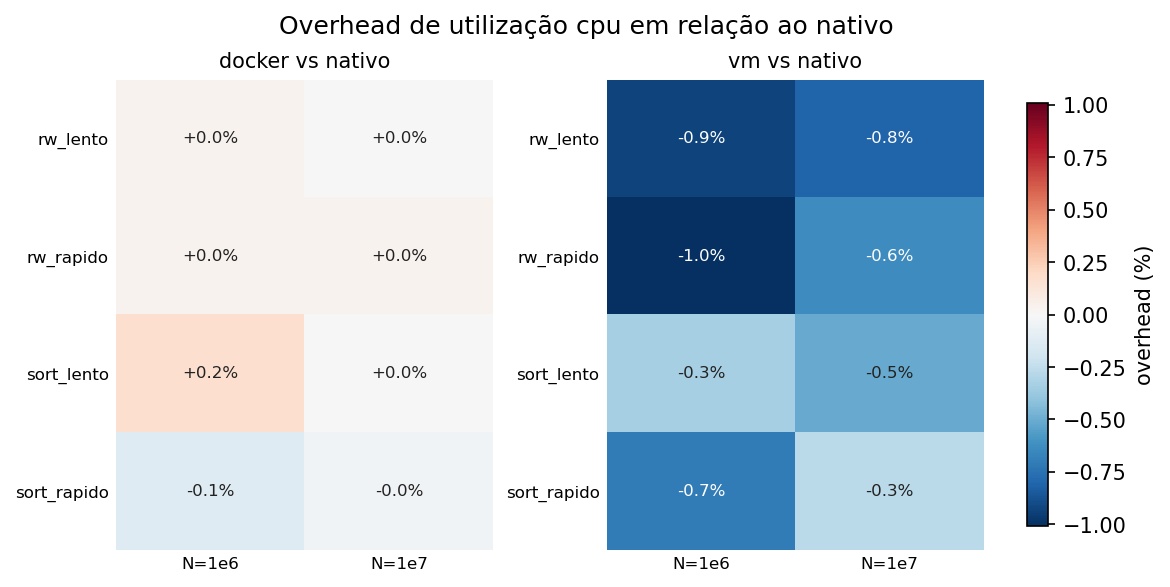 Overhead de utilização cpu em relação ao nativo
docker vs nativo
vm vs nativo
rw_lento
+0.0%
+0.0%
rw_lento
-0.9%
-0.8%
rw_rapido
+0.0%
+0.0%
rw_rapido
-1.0%
-0.6%
sort_lento
+0.2%
+0.0%
sort_lento
-0.3%
-0.5%
sort_rapido
-0.1%
-0.0%
sort_rapido
-0.7%
-0.3%
N=1e6
N=1e7
N=1e6
N=1e7
1.00
0.75
0.50
0.25
0.00
−0.25
−0.50
−0.75
−1.00
overhead (%)